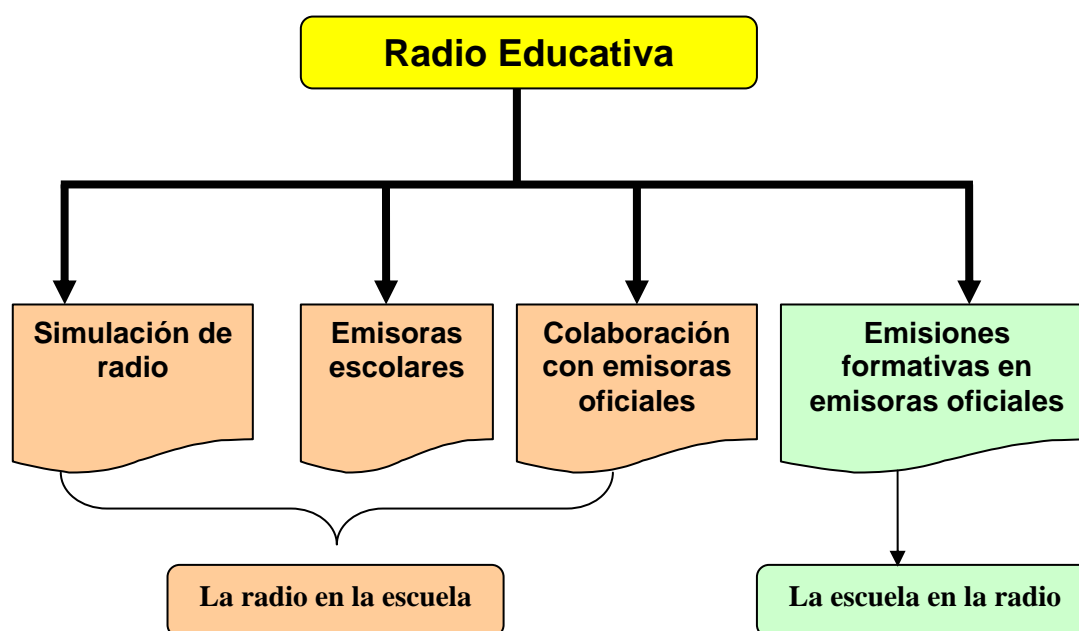 Radio Educativa
Simulación de
radio
Emisoras
escolares
Colaboración
con emisoras
oficiales
Emisiones
formativas en
emisoras oficiales
La radio en la escuela
La escuela en la radio